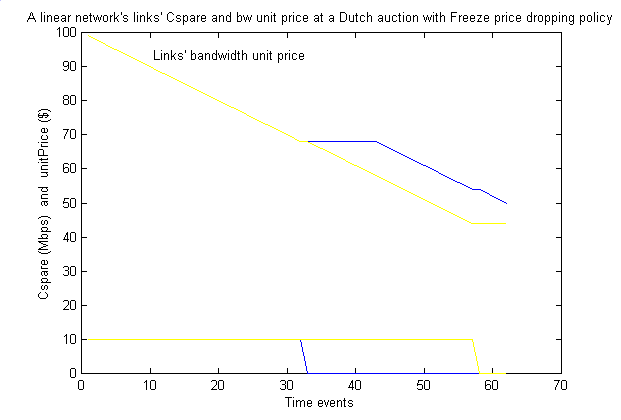 A linear network's links' Cspare and bw unit price at a Dutch auction with Freeze price dropping policy
Links' bandwidth unit price
Cspare (Mbps) and unitPrice ($)
100
90
80
70
60
50
40
30
20
10
0
0 10 20 30 40 50 60 70
Time events